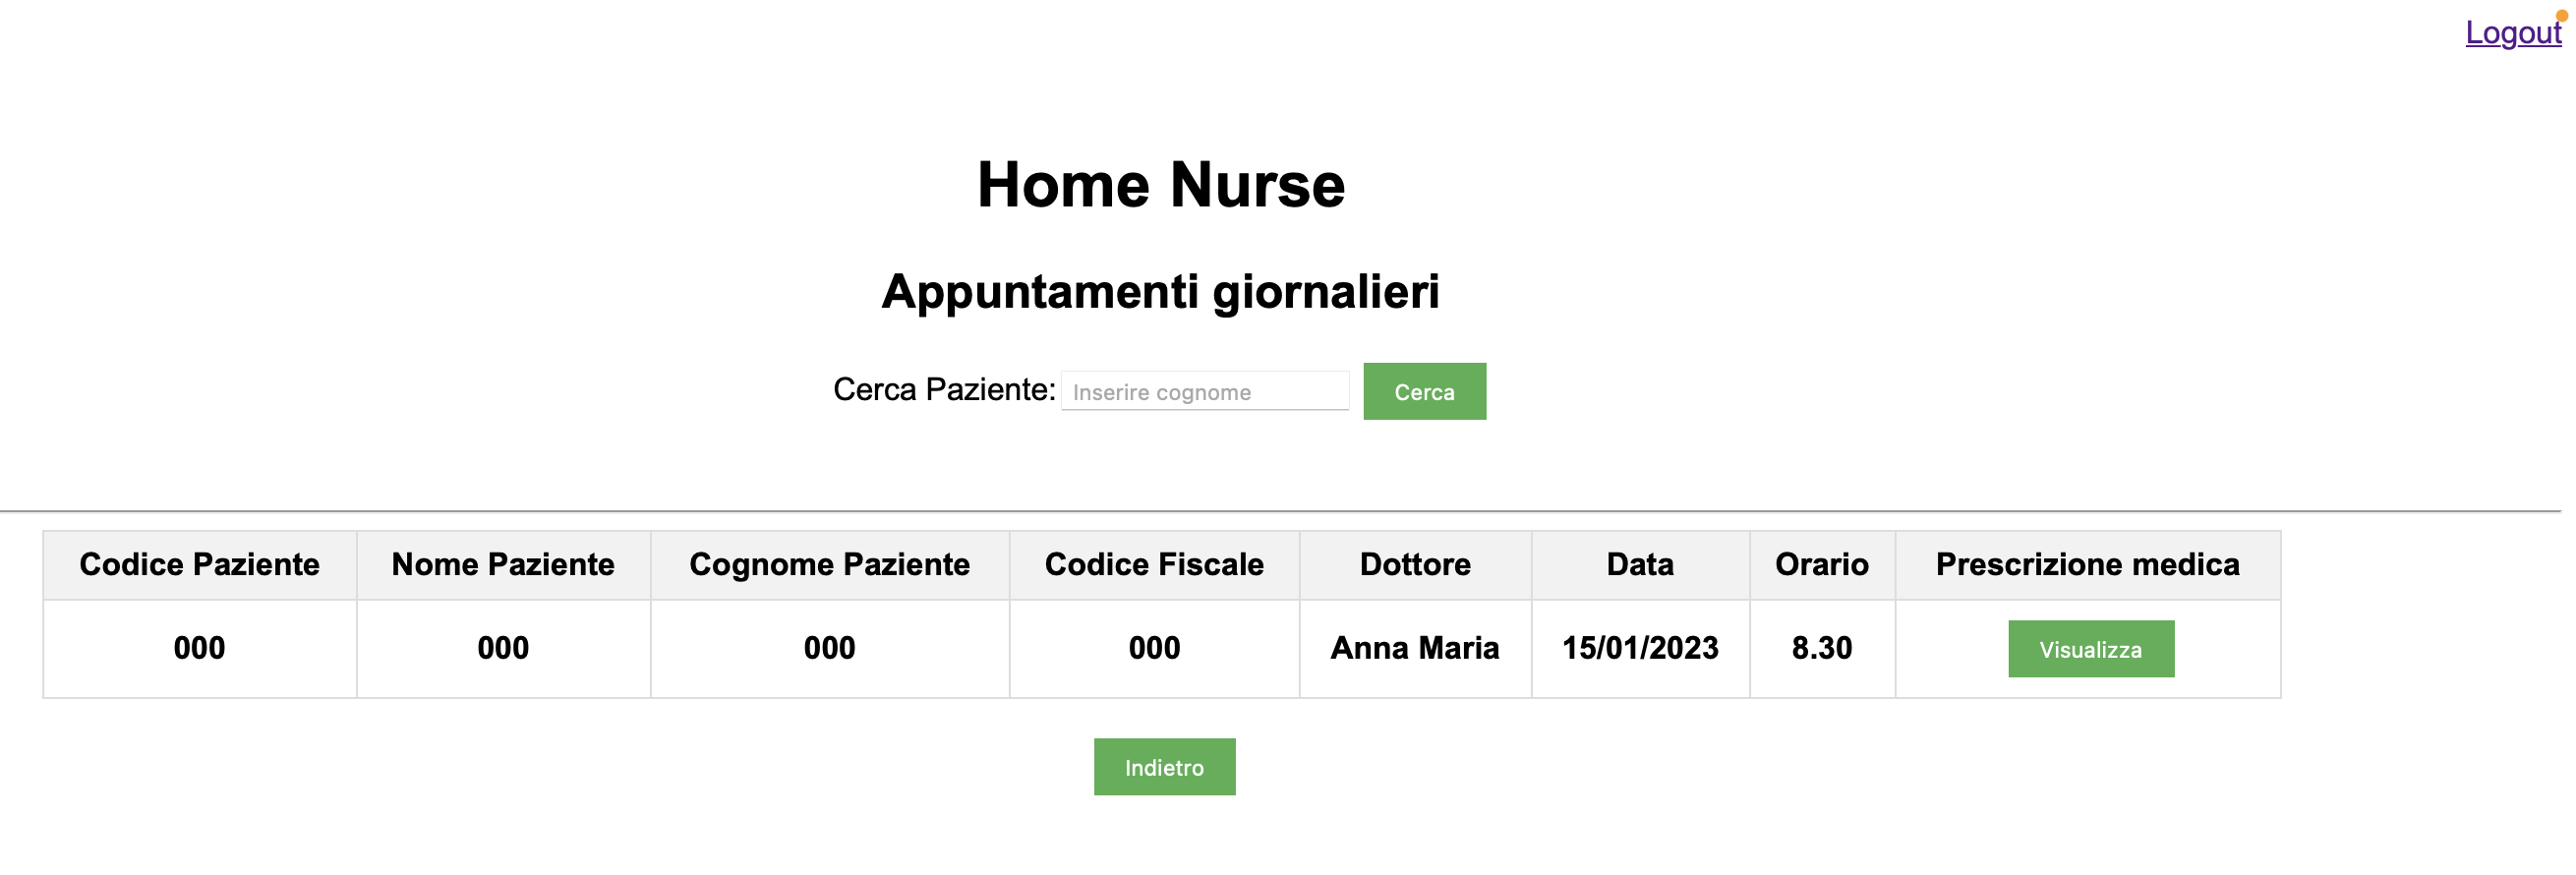 Logout
Home Nurse
Appuntamenti giornalieri
Cerca Paziente: Inserire cognome Cerca
Codice Paziente Nome Paziente Cognome Paziente Codice Fiscale Dottore Data Orario Prescrizione medica
000 000 000 000 Anna Maria 15/01/2023 8.30 Visualizza
Indietro